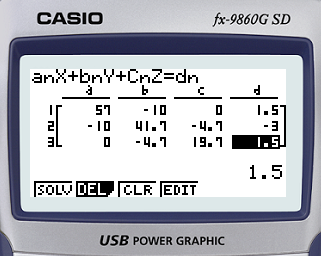 CASIO fx-9860G SD
anX+bnY+CnZ=dn
a b c d
1 57 -10 0 1.5
2 -10 41.7 -4.7 -3
3 0 -4.7 19.7 1.5
1.5
SOLV DEL CLR EDIT
USB POWER GRAPHIC